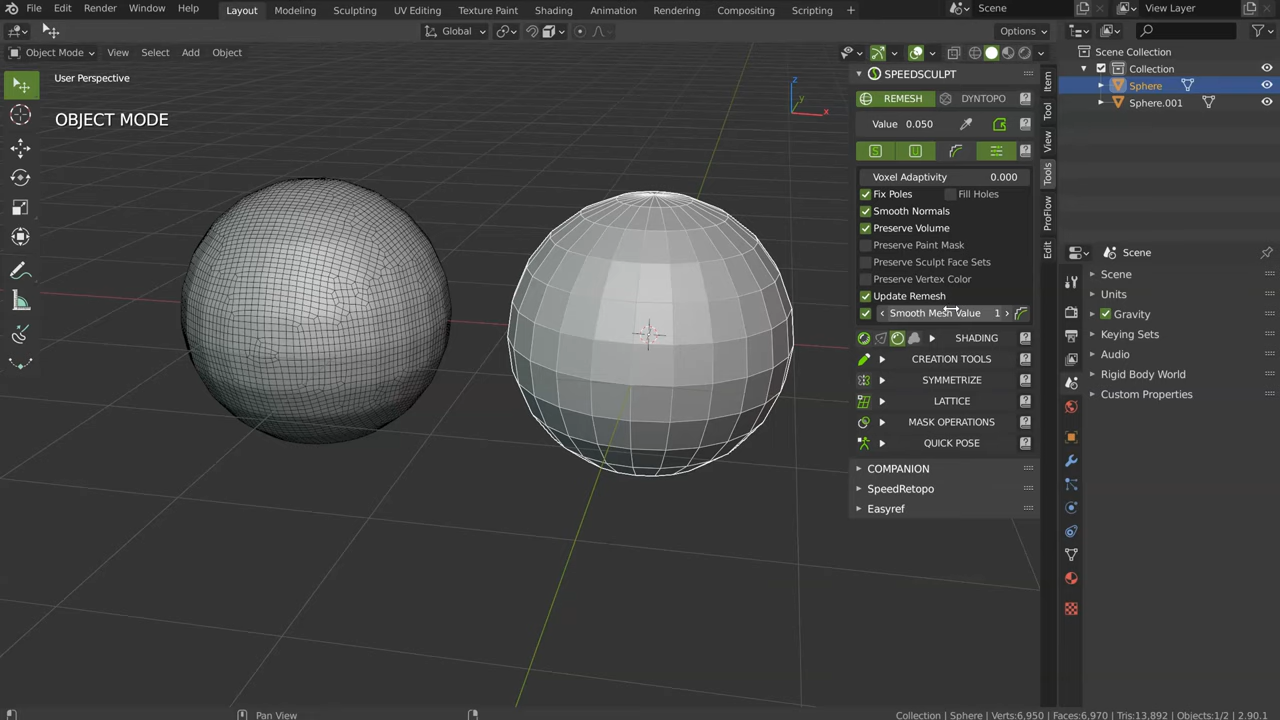 File Edit Render Window Help Layout Modeling Sculpting UV Editing Texture Paint Shading Animation Rendering Compositing Scripting + Scene View Layer
Global Options
Object Mode View Select Add Object
User Perspective
OBJECT MODE
z
y
x
SPEEDSCULPT
REMESH DYNTOPO
Value 0.050
S U
Voxel Adaptivity 0.000
Fix Poles Fill Holes
Smooth Normals
Preserve Volume
Preserve Paint Mask
Preserve Sculpt Face Sets
Preserve Vertex Color
Update Remesh
Smooth Mesh Value 1
SHADING
CREATION TOOLS
SYMMETRIZE
LATTICE
MASK OPERATIONS
QUICK POSE
COMPANION
SpeedRetopo
Easyref
Item
Tool
View
Tools
ProFlow
Edit
Scene Collection
Collection
Sphere
Sphere.001
Scene
Scene
Units
Gravity
Keying Sets
Audio
Rigid Body World
Custom Properties
Pan View
Collection | Sphere | Verts:6,950 | Faces:6,970 | Tris:13,892 | Objects:1/2 | 2.90.1